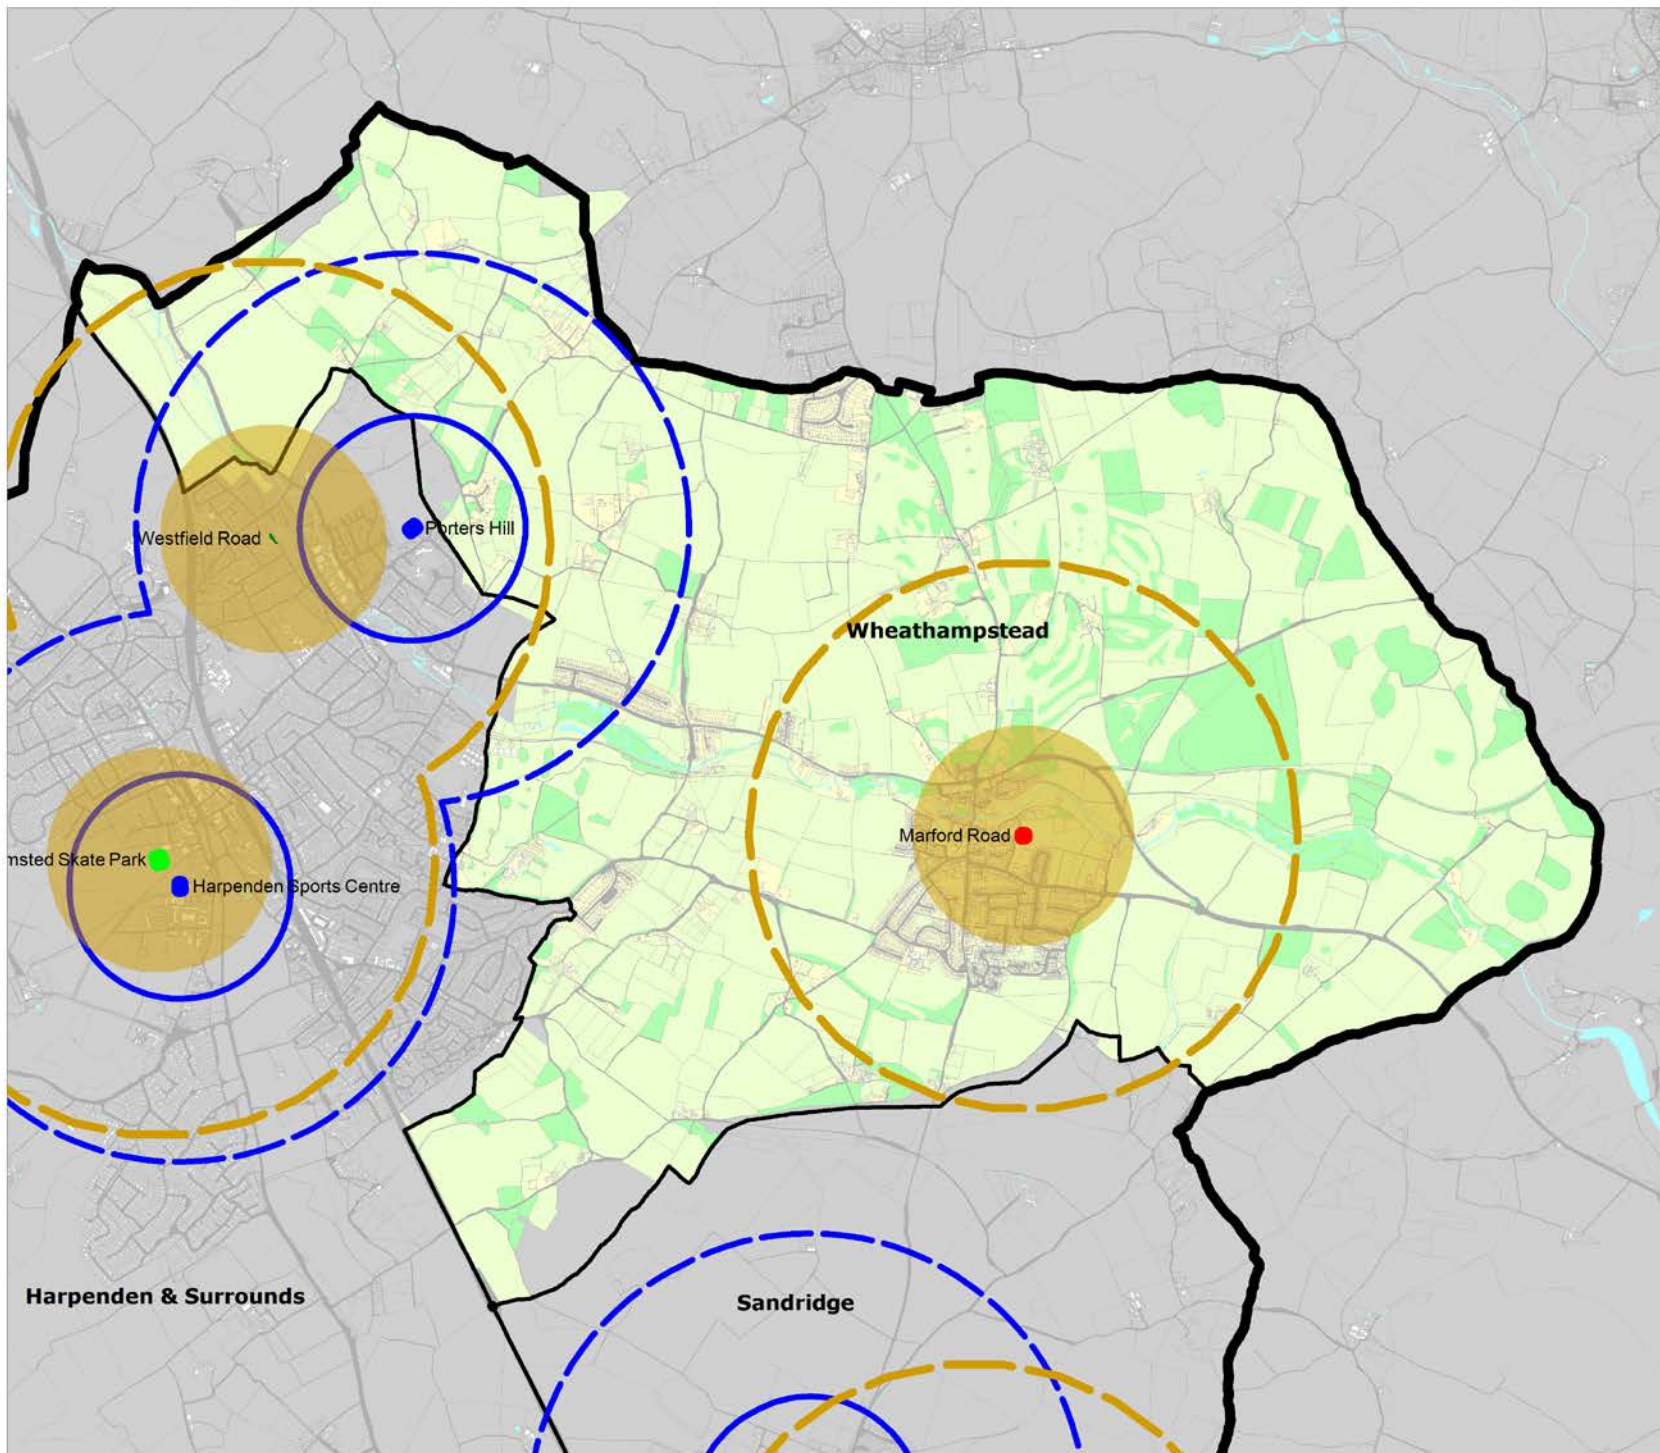 Westfield Road
Porters Hill
Wheathampstead
Marford Road
msted Skate Park
Harpenden Sports Centre
Harpenden & Surrounds
Sandridge